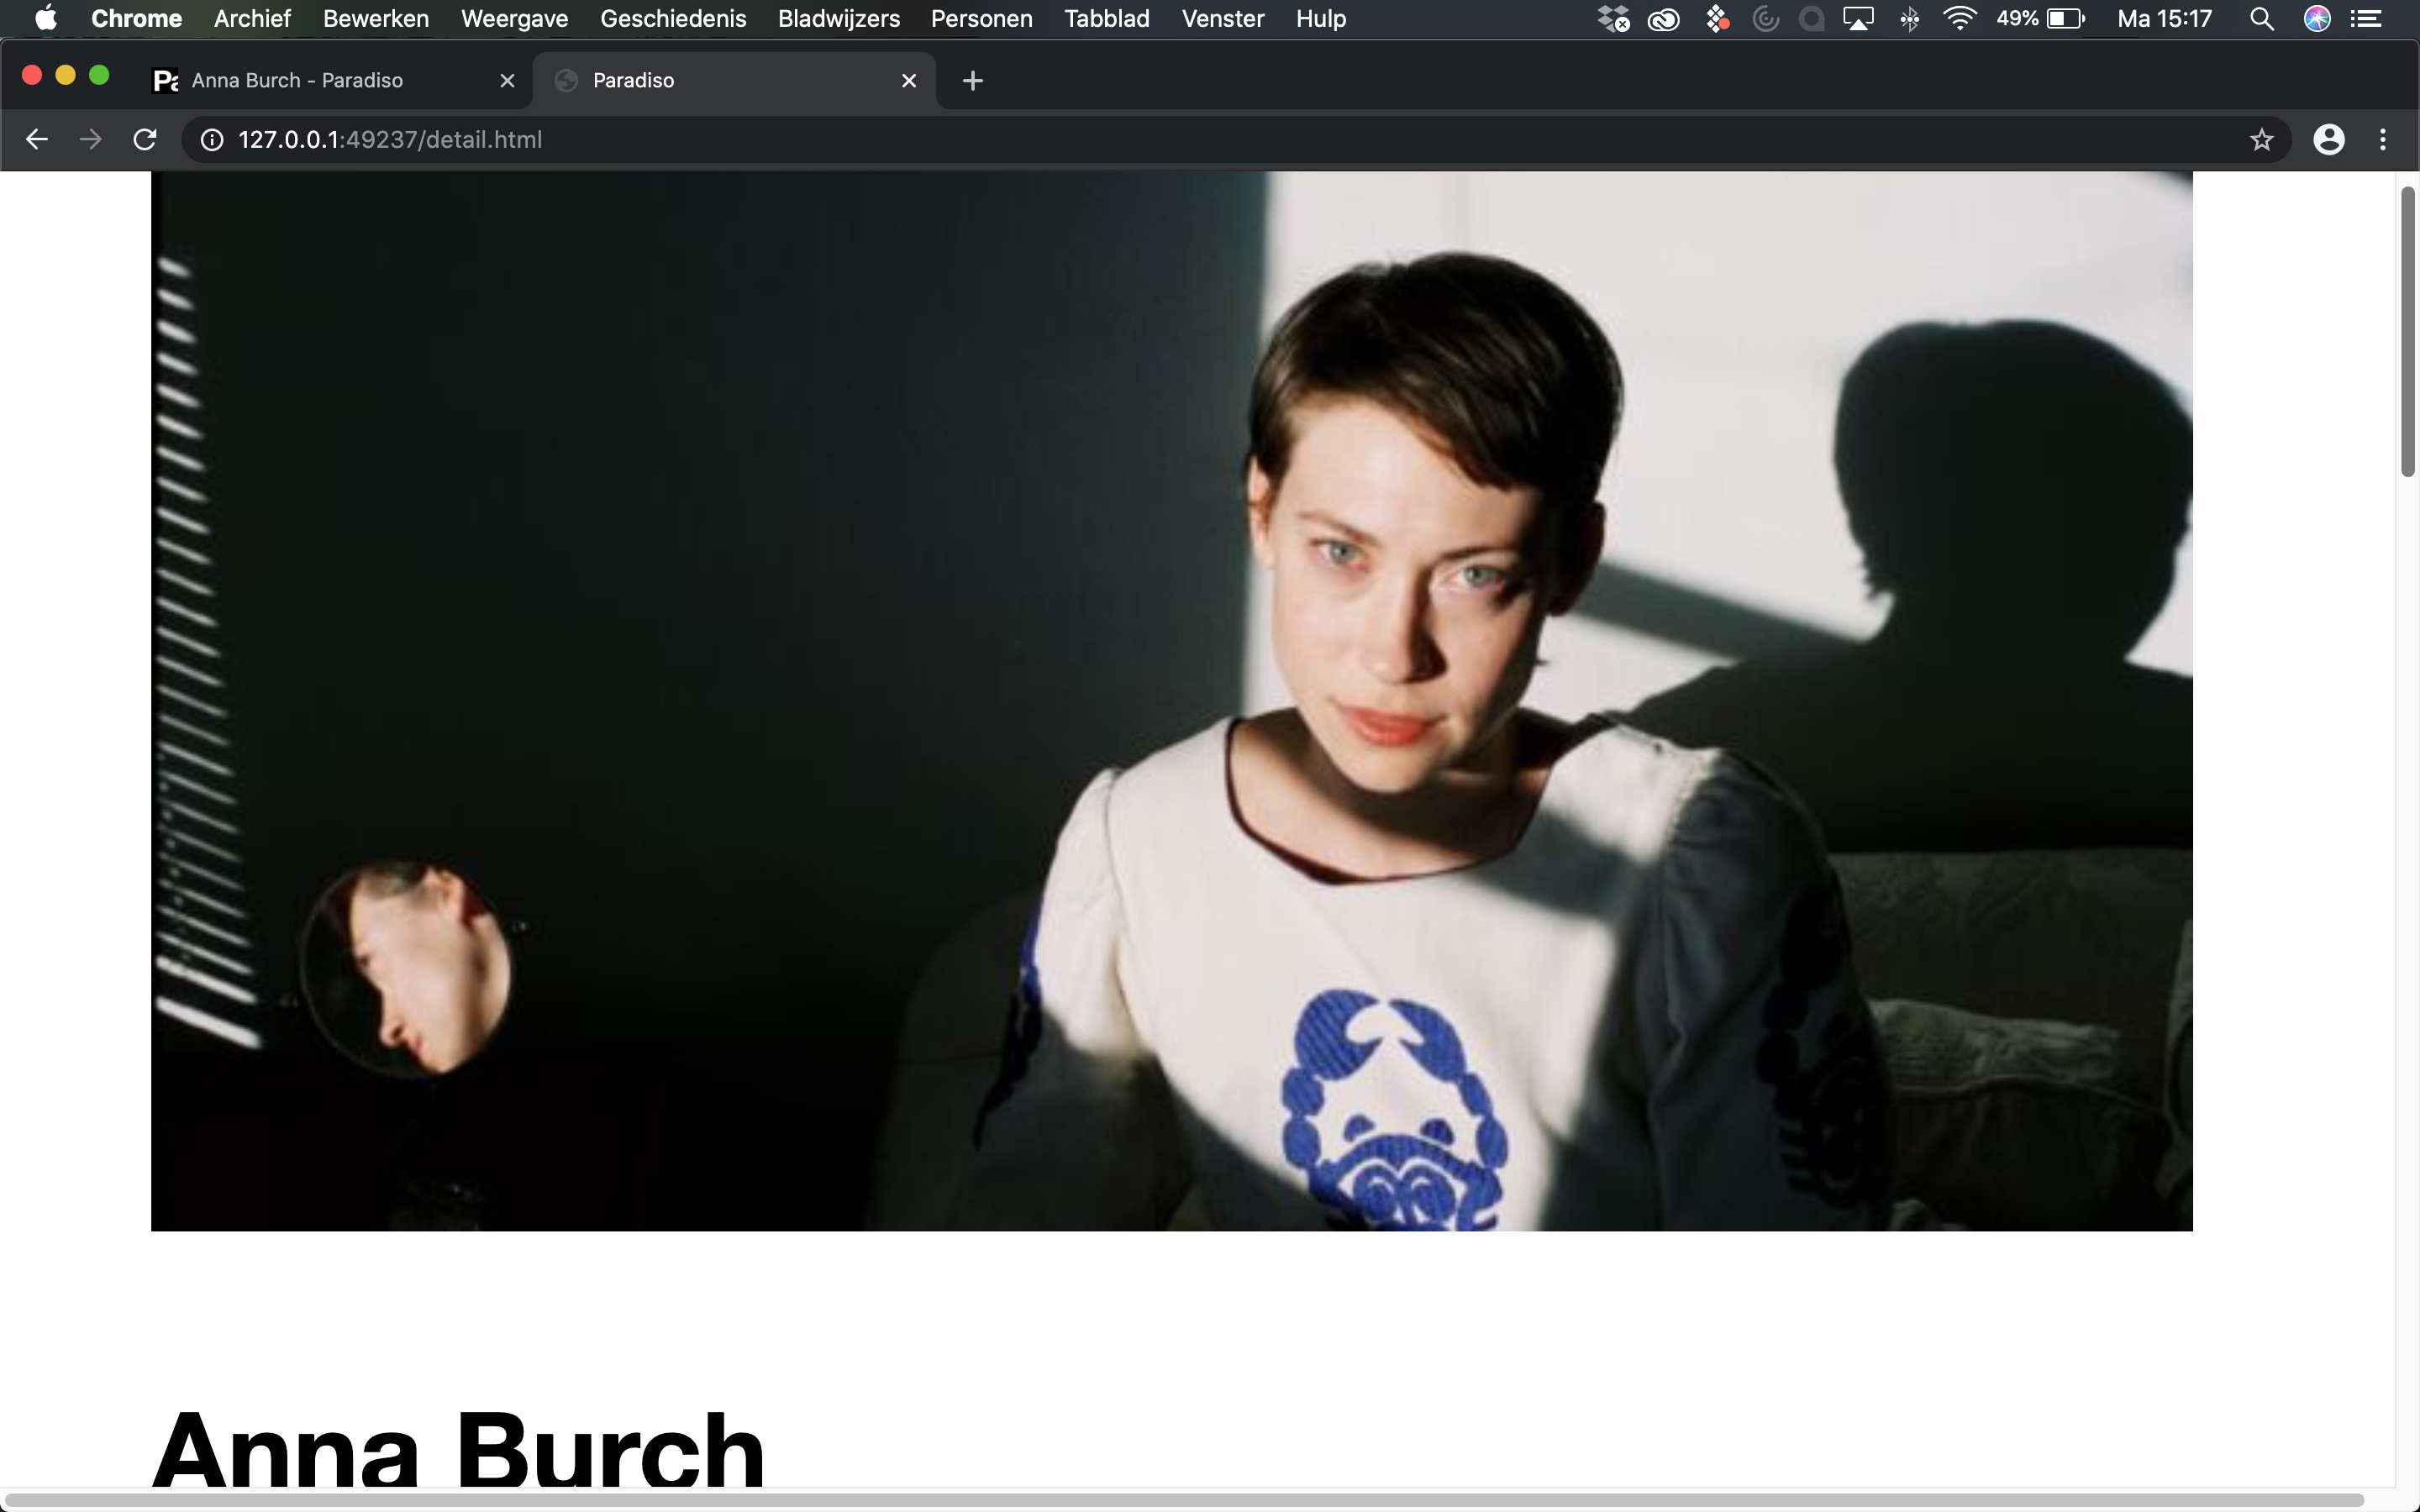 Chrome Archief Bewerken Weergave Geschiedenis Bladwijzers Personen Tabblad Venster Hulp 49% Ma 15:17
Pa Anna Burch - Paradiso Paradiso
127.0.0.1:49237/detail.html
Anna Burch